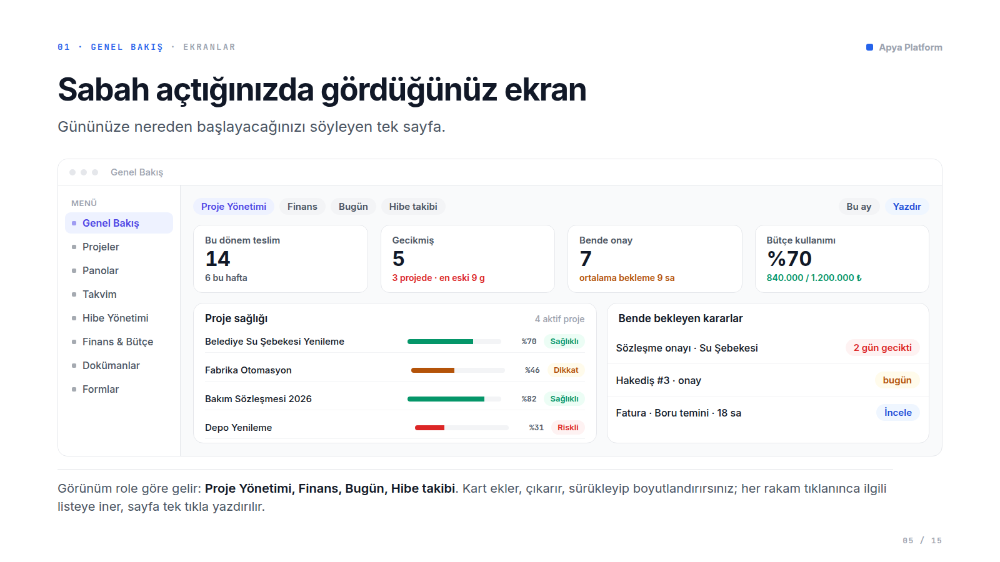 01 · GENEL BAKIŞ · EKRANLAR
Apya Platform
Sabah açtığınızda gördüğünüz ekran
Gününüze nereden başlayacağınızı söyleyen tek sayfa.
Genel Bakış
MENÜ
Genel Bakış
Projeler
Panolar
Takvim
Hibe Yönetimi
Finans & Bütçe
Dokümanlar
Formlar
Proje Yönetimi Finans Bugün Hibe takibi
Bu ay Yazdır
Bu dönem teslim
14
6 bu hafta
Gecikmiş
5
3 projede · en eski 9 g
Bende onay
7
ortalama bekleme 9 sa
Bütçe kullanımı
%70
840.000 / 1.200.000 ₺
Proje sağlığı 4 aktif proje
Belediye Su Şebekesi Yenileme %70 Sağlıklı
Fabrika Otomasyon %46 Dikkat
Bakım Sözleşmesi 2026 %82 Sağlıklı
Depo Yenileme %31 Riskli
Bende bekleyen kararlar
Sözleşme onayı · Su Şebekesi 2 gün gecikti
Hakediş #3 · onay bugün
Fatura · Boru temini · 18 sa İncele
Görünüm role göre gelir: Proje Yönetimi, Finans, Bugün, Hibe takibi. Kart ekler, çıkarır, sürükleyip boyutlandırırsınız; her rakam tıklanınca ilgili
listeye iner, sayfa tek tıkla yazdırılır.
05 / 15